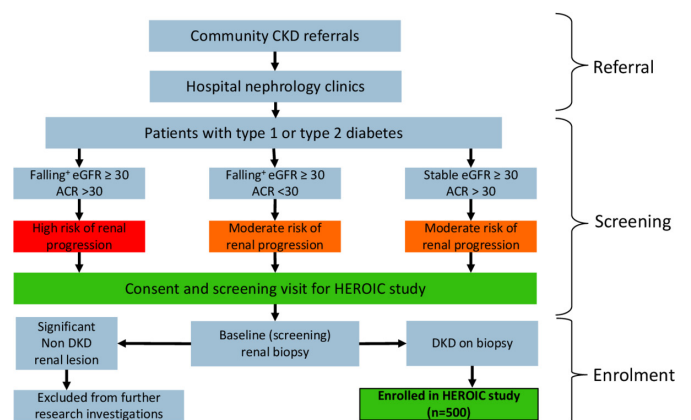 Community CKD referrals
Hospital nephrology clinics
Referral
Patients with type 1 or type 2 diabetes
Falling⁺ eGFR ≥ 30
ACR >30
Falling⁺ eGFR ≥ 30
ACR <30
Stable eGFR ≥ 30
ACR > 30
High risk of renal
progression
Moderate risk of
renal progression
Moderate risk of
renal progression
Screening
Consent and screening visit for HEROIC study
Significant
Non DKD
renal lesion
Baseline (screening)
renal biopsy
DKD on biopsy
Enrolment
Excluded from further
research investigations
Enrolled in HEROIC study
(n=500)